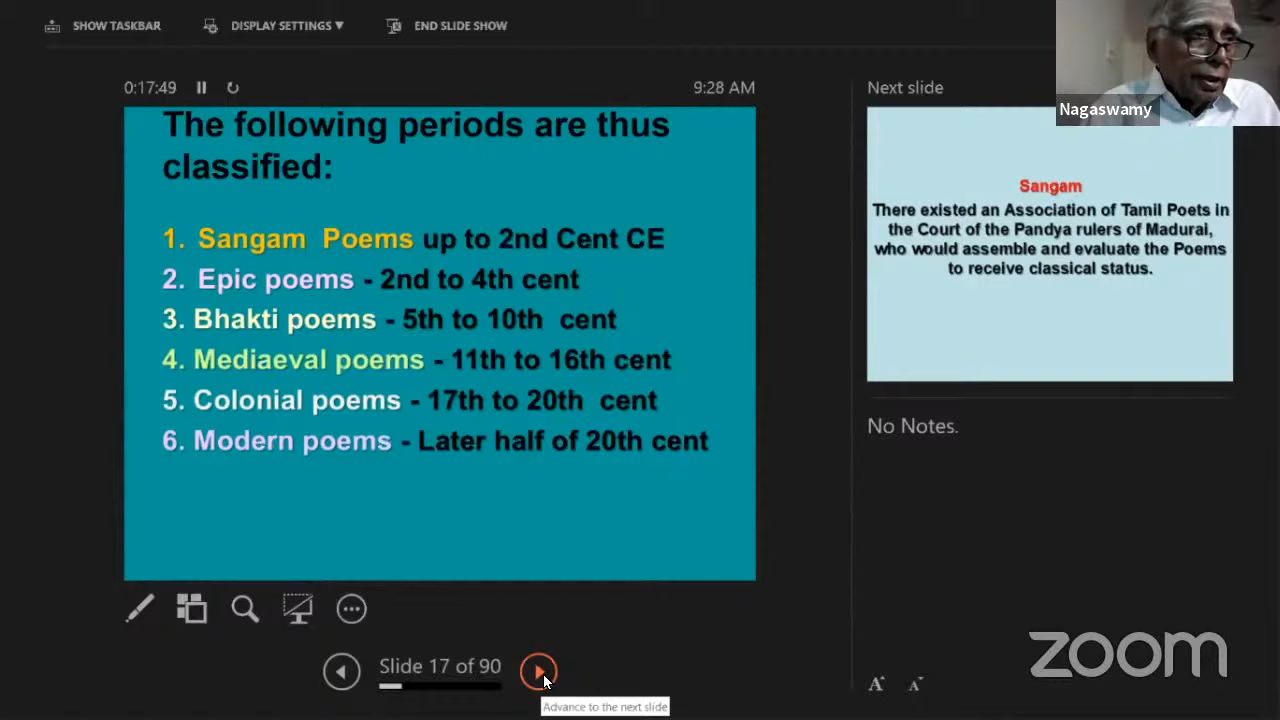 SHOW TASKBAR
DISPLAY SETTINGS ▼
END SLIDE SHOW
0:17:49
9:28 AM
The following periods are thus
classified:
1. Sangam Poems up to 2nd Cent CE
2. Epic poems - 2nd to 4th cent
3. Bhakti poems - 5th to 10th cent
4. Mediaeval poems - 11th to 16th cent
5. Colonial poems - 17th to 20th cent
6. Modern poems - Later half of 20th cent
Slide 17 of 90
Advance to the next slide
Next slide
Nagaswamy
Sangam
There existed an Association of Tamil Poets in
the Court of the Pandya rulers of Madurai,
who would assemble and evaluate the Poems
to receive classical status.
No Notes.
A A
zoom